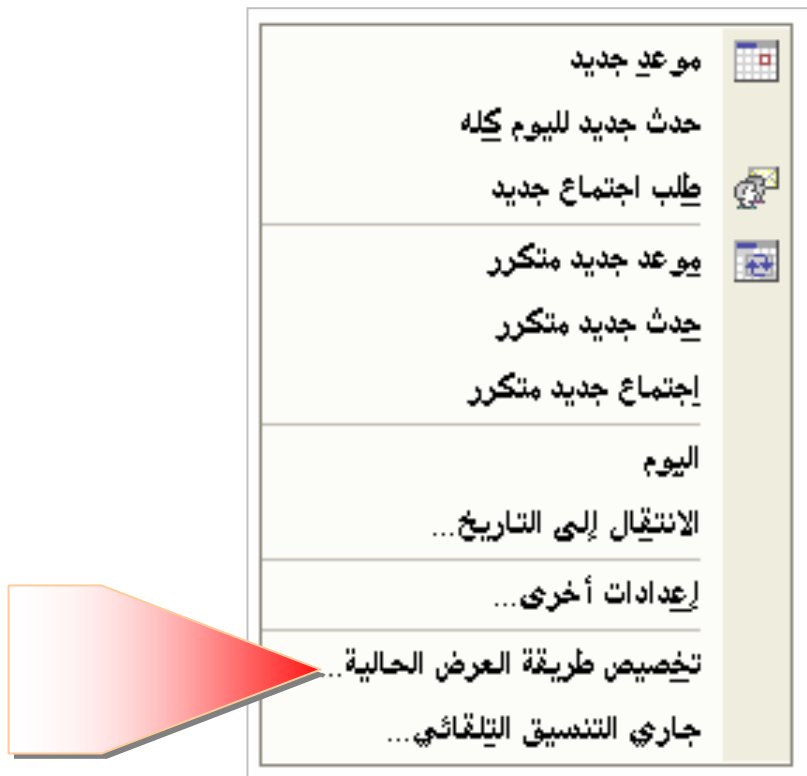 موعد جديد
حدث جديد لليوم كله
طلب اجتماع جديد
موعد جديد متكرر
حدث جديد متكرر
إجتماع جديد متكرر
اليوم
الانتقال إلى التاريخ...
إعدادات أخرى...
تخصيص طريقة العرض الحالية...
جاري التنسيق التلقائي...